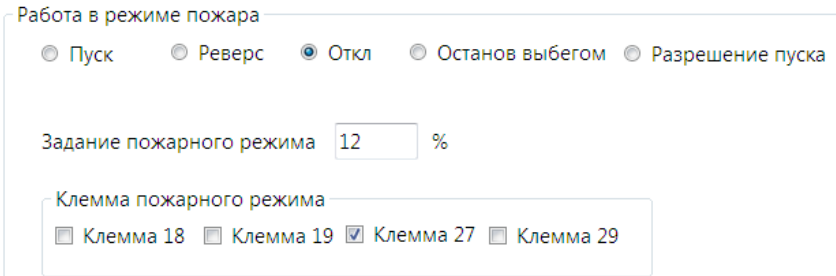 Работа в режиме пожара
Пуск Реверс Откл Останов выбегом Разрешение пуска
Задание пожарного режима 12 %
Клемма пожарного режима
Клемма 18 Клемма 19 Клемма 27 Клемма 29